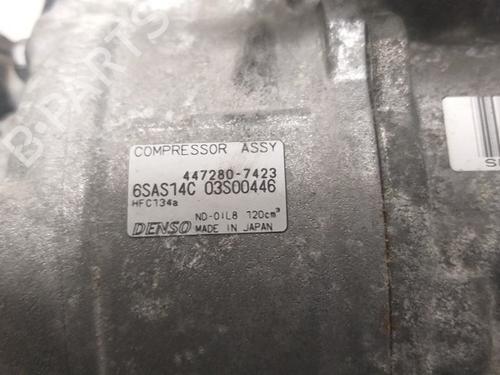 B-PARTS
COMPRESSOR ASSY
447280-7423
6SAS14C 03S00446
HFC134a
ND-OIL8 120cm³
DENSO MADE IN JAPAN